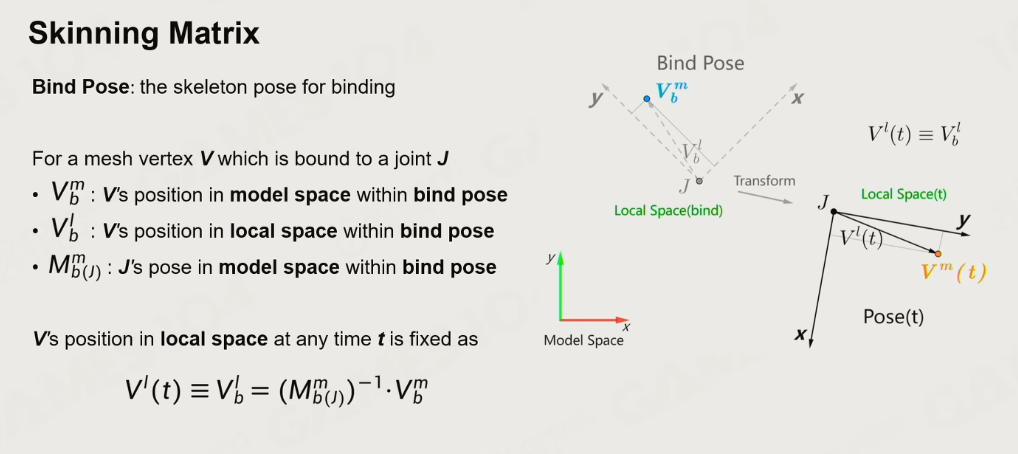 Skinning Matrix
Bind Pose: the skeleton pose for binding
For a mesh vertex V which is bound to a joint J
• V_b^m : V's position in model space within bind pose
• V_b^l : V's position in local space within bind pose
• M_{b(J)}^m : J's pose in model space within bind pose
V's position in local space at any time t is fixed as
V^l(t) ≡ V_b^l = (M_{b(J)}^m)^{-1} · V_b^m
Bind Pose
y
V_b^m
x
V_b^l
J
Local Space(bind)
Transform
V^l(t) ≡ V_b^l
Local Space(t)
J
y
V^l(t)
V^m(t)
x
Pose(t)
y
x
Model Space